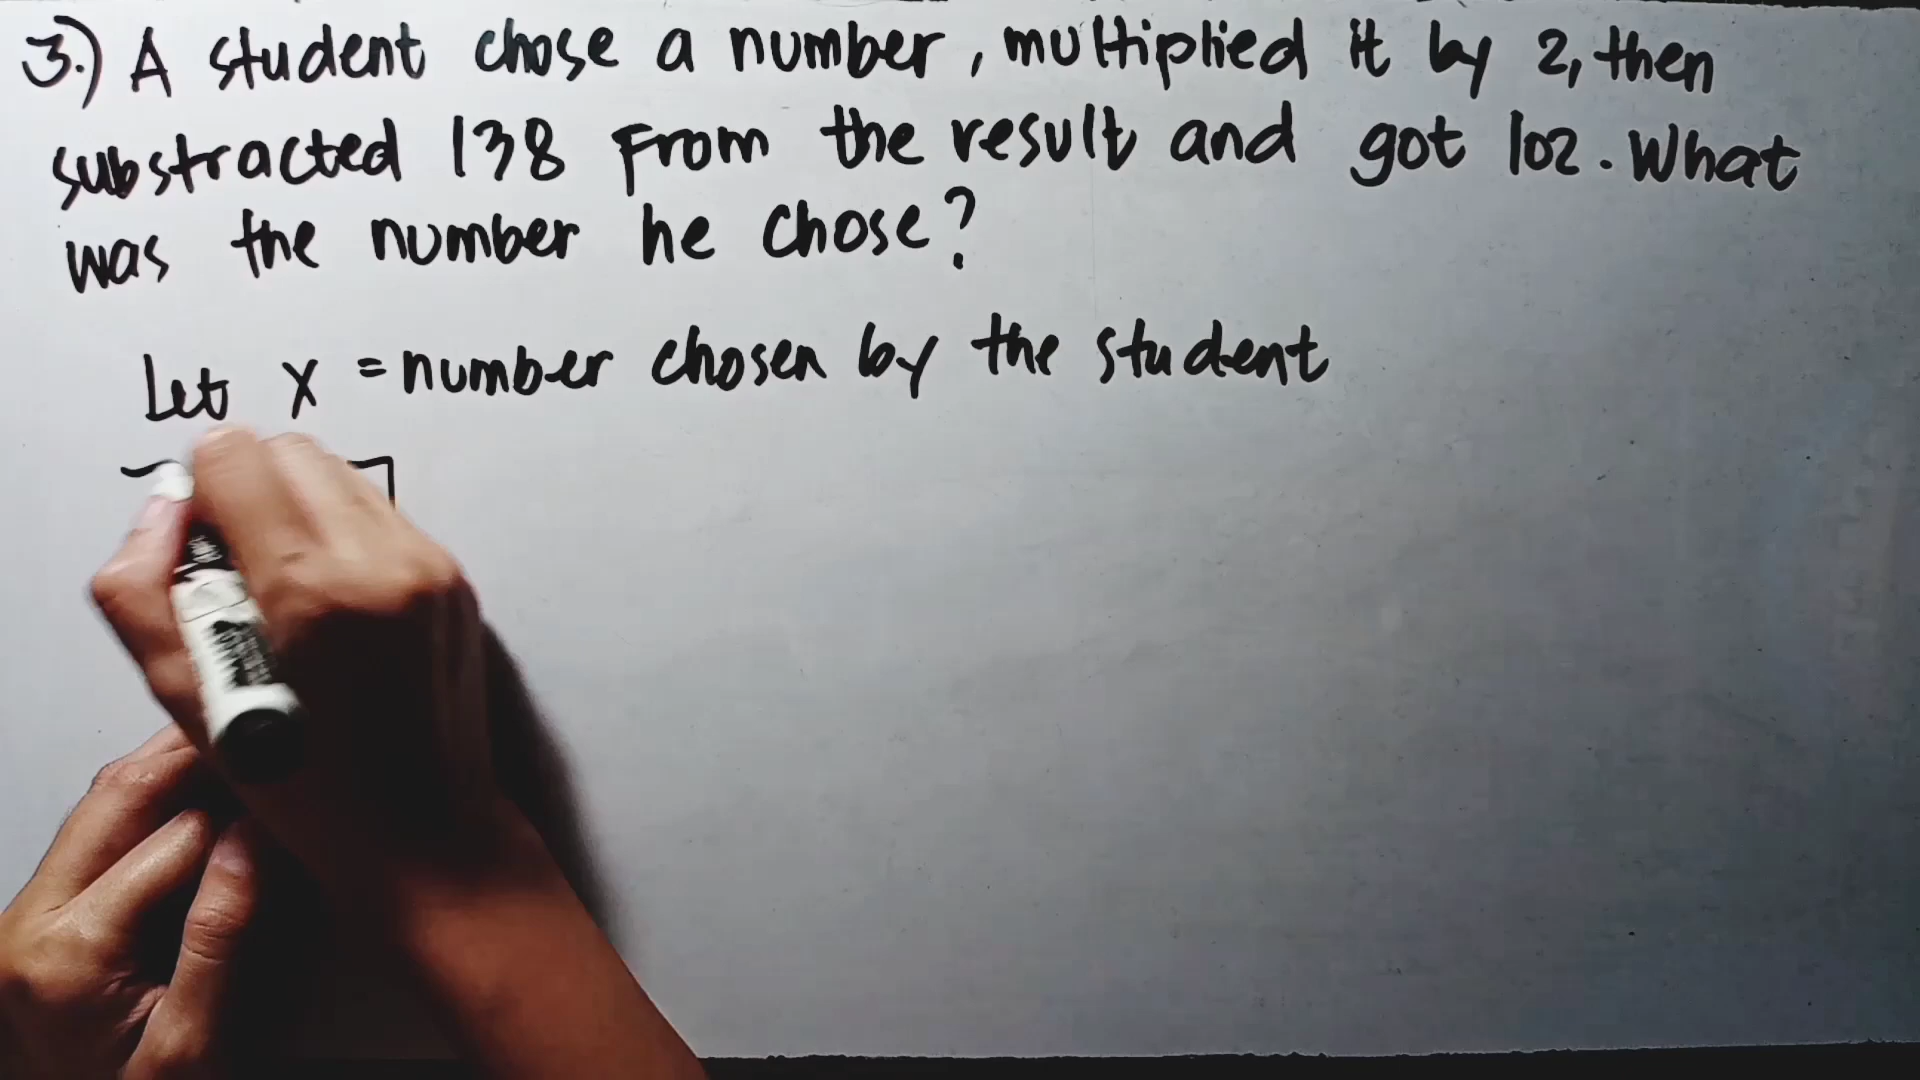 3.) A student chose a number, multiplied it by 2, then
substracted 138 From the result and got 102. What
was the number he chose?
Let x = number chosen by the student